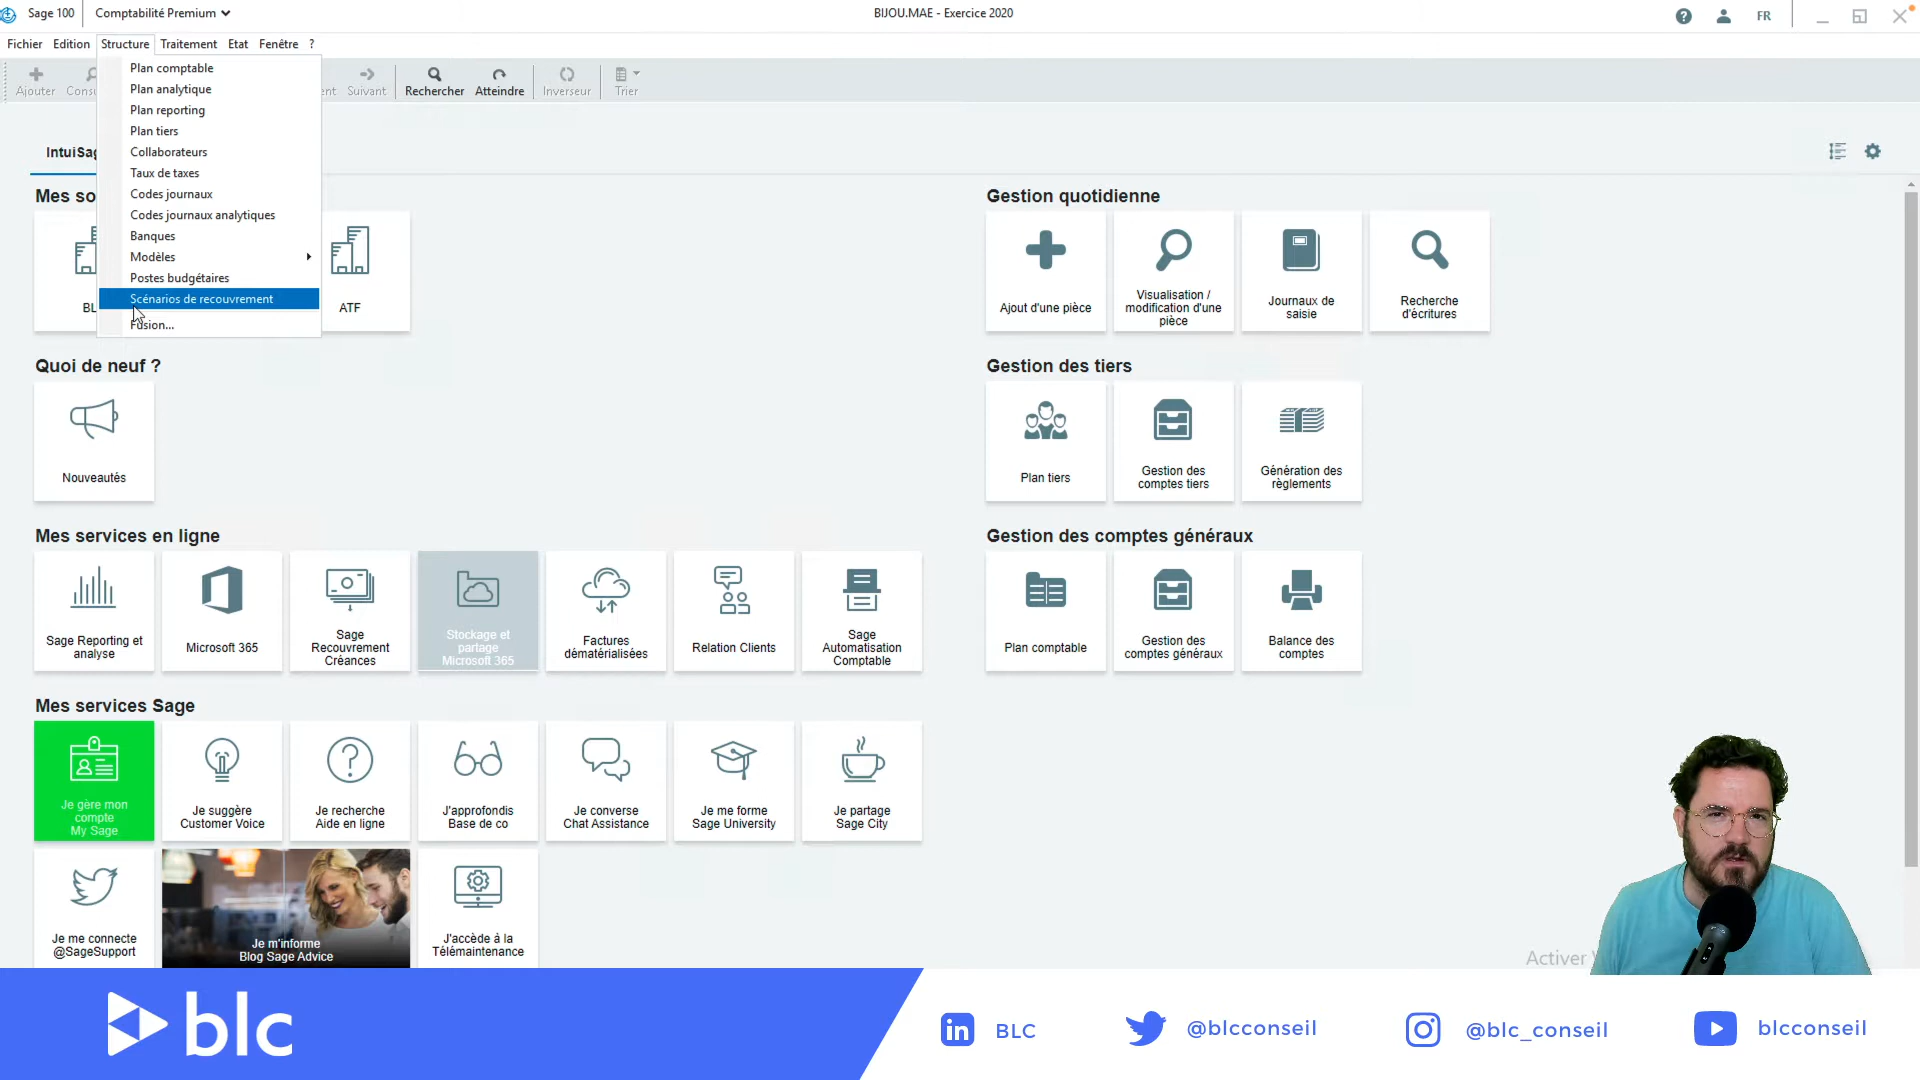 Sage 100
Comptabilité Premium
BIJOU.MAE - Exercice 2020
FR
Fichier Edition Structure Traitement Etat Fenêtre ?
Ajouter
Suivant
Rechercher
Atteindre
Inverseur
Trier
Plan comptable
Plan analytique
Plan reporting
Plan tiers
Collaborateurs
Taux de taxes
Codes journaux
Codes journaux analytiques
Banques
Modèles
Postes budgétaires
Scénarios de recouvrement
Fusion...
ATF
Quoi de neuf ?
Nouveautés
Mes services en ligne
Sage Reporting et
analyse
Microsoft 365
Sage
Recouvrement
Créances
Stockage et
partage
Microsoft 365
Factures
dématérialisées
Relation Clients
Sage
Automatisation
Comptable
Mes services Sage
Je gère mon
compte
My Sage
Je suggère
Customer Voice
Je recherche
Aide en ligne
J'approfondis
Base de co
Je converse
Chat Assistance
Je me forme
Sage University
Je partage
Sage City
Je me connecte
@SageSupport
Je m'informe
Blog Sage Advice
J'accède à la
Télémaintenance
Gestion quotidienne
Ajout d'une pièce
Visualisation /
modification d'une
pièce
Journaux de
saisie
Recherche
d'écritures
Gestion des tiers
Plan tiers
Gestion des
comptes tiers
Génération des
règlements
Gestion des comptes généraux
Plan comptable
Gestion des
comptes généraux
Balance des
comptes
Activer
blc
in BLC
@blcconseil
@blc_conseil
blcconseil